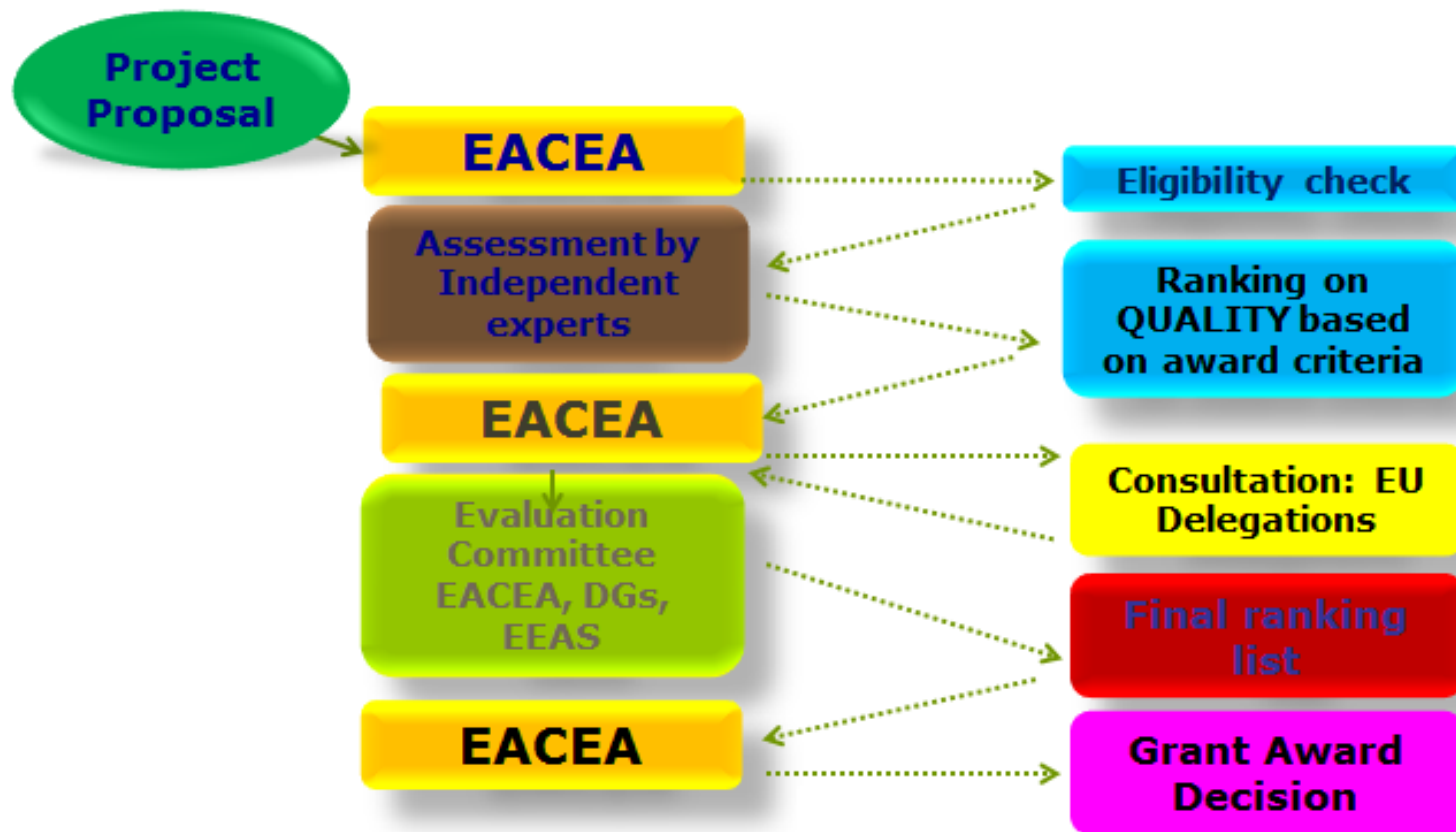 Project
Proposal
EACEA
Eligibility check
Assessment by
Independent
experts
Ranking on
QUALITY based
on award criteria
EACEA
Consultation: EU
Delegations
Evaluation
Committee
EACEA, DGs,
EEAS
Final ranking
list
EACEA
Grant Award
Decision